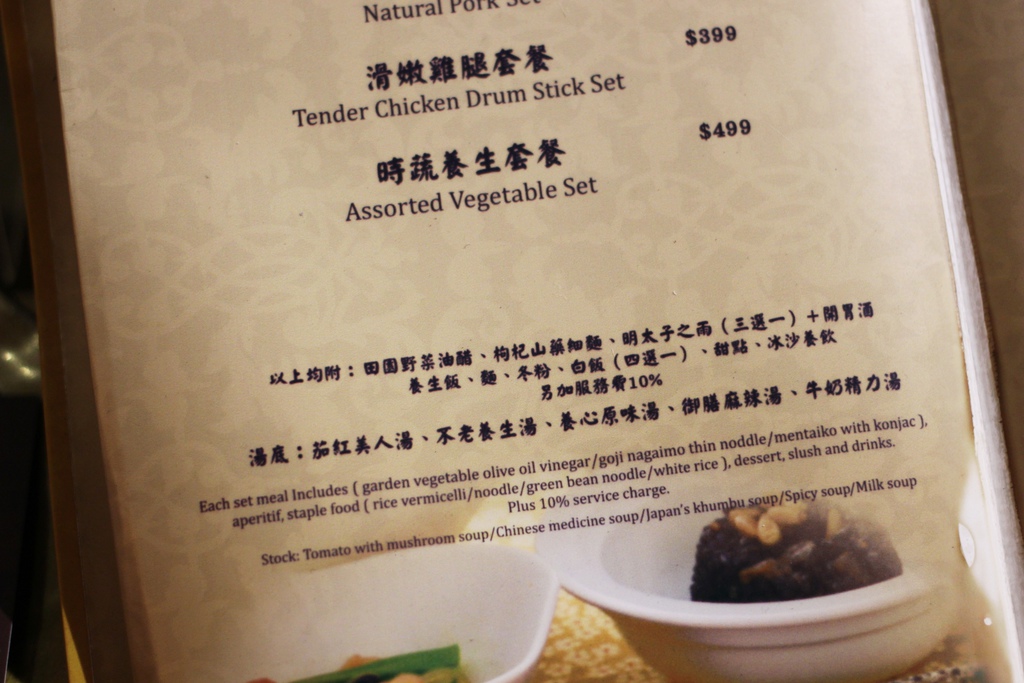 Natural Pork Set
$399
滑嫩雞腿套餐
Tender Chicken Drum Stick Set
$499
時蔬養生套餐
Assorted Vegetable Set
以上均附：田園野菜油醋、枸杞山藥細麵、明太子之雨（三選一）＋開胃酒
養生飯、麵、冬粉、白飯（四選一）、甜點、冰沙養飲
另加服務費10%
湯底：茄紅美人湯、不老養生湯、養心原味湯、御膳麻辣湯、牛奶精力湯
Each set meal Includes ( garden vegetable olive oil vinegar/goji nagaimo thin noddle/mentaiko with konjac ),
aperitif, staple food ( rice vermicelli/noodle/green bean noodle/white rice ), dessert, slush and drinks.
Plus 10% service charge.
Stock: Tomato with mushroom soup/Chinese medicine soup/Japan's khumbu soup/Spicy soup/Milk soup